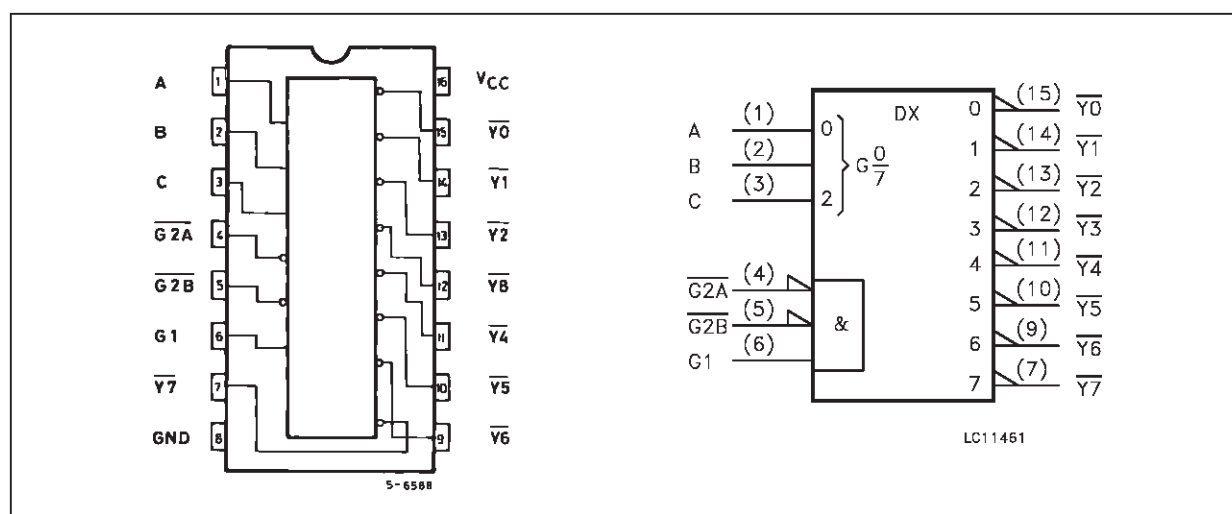 A 1 16 VCC
B 2 15 Y0
C 3 14 Y1
G2A 4 13 Y2
G2B 5 12 Y8
G1 6 11 Y4
Y7 7 10 Y5
GND 8 9 Y6
S-6588
DX
A (1) 0
B (2)
C (3) 2
G 0/7
G2A (4)
G2B (5)
G1 (6)
&
0 (15) Y0
1 (14) Y1
2 (13) Y2
3 (12) Y3
4 (11) Y4
5 (10) Y5
6 (9) Y6
7 (7) Y7
LC11461